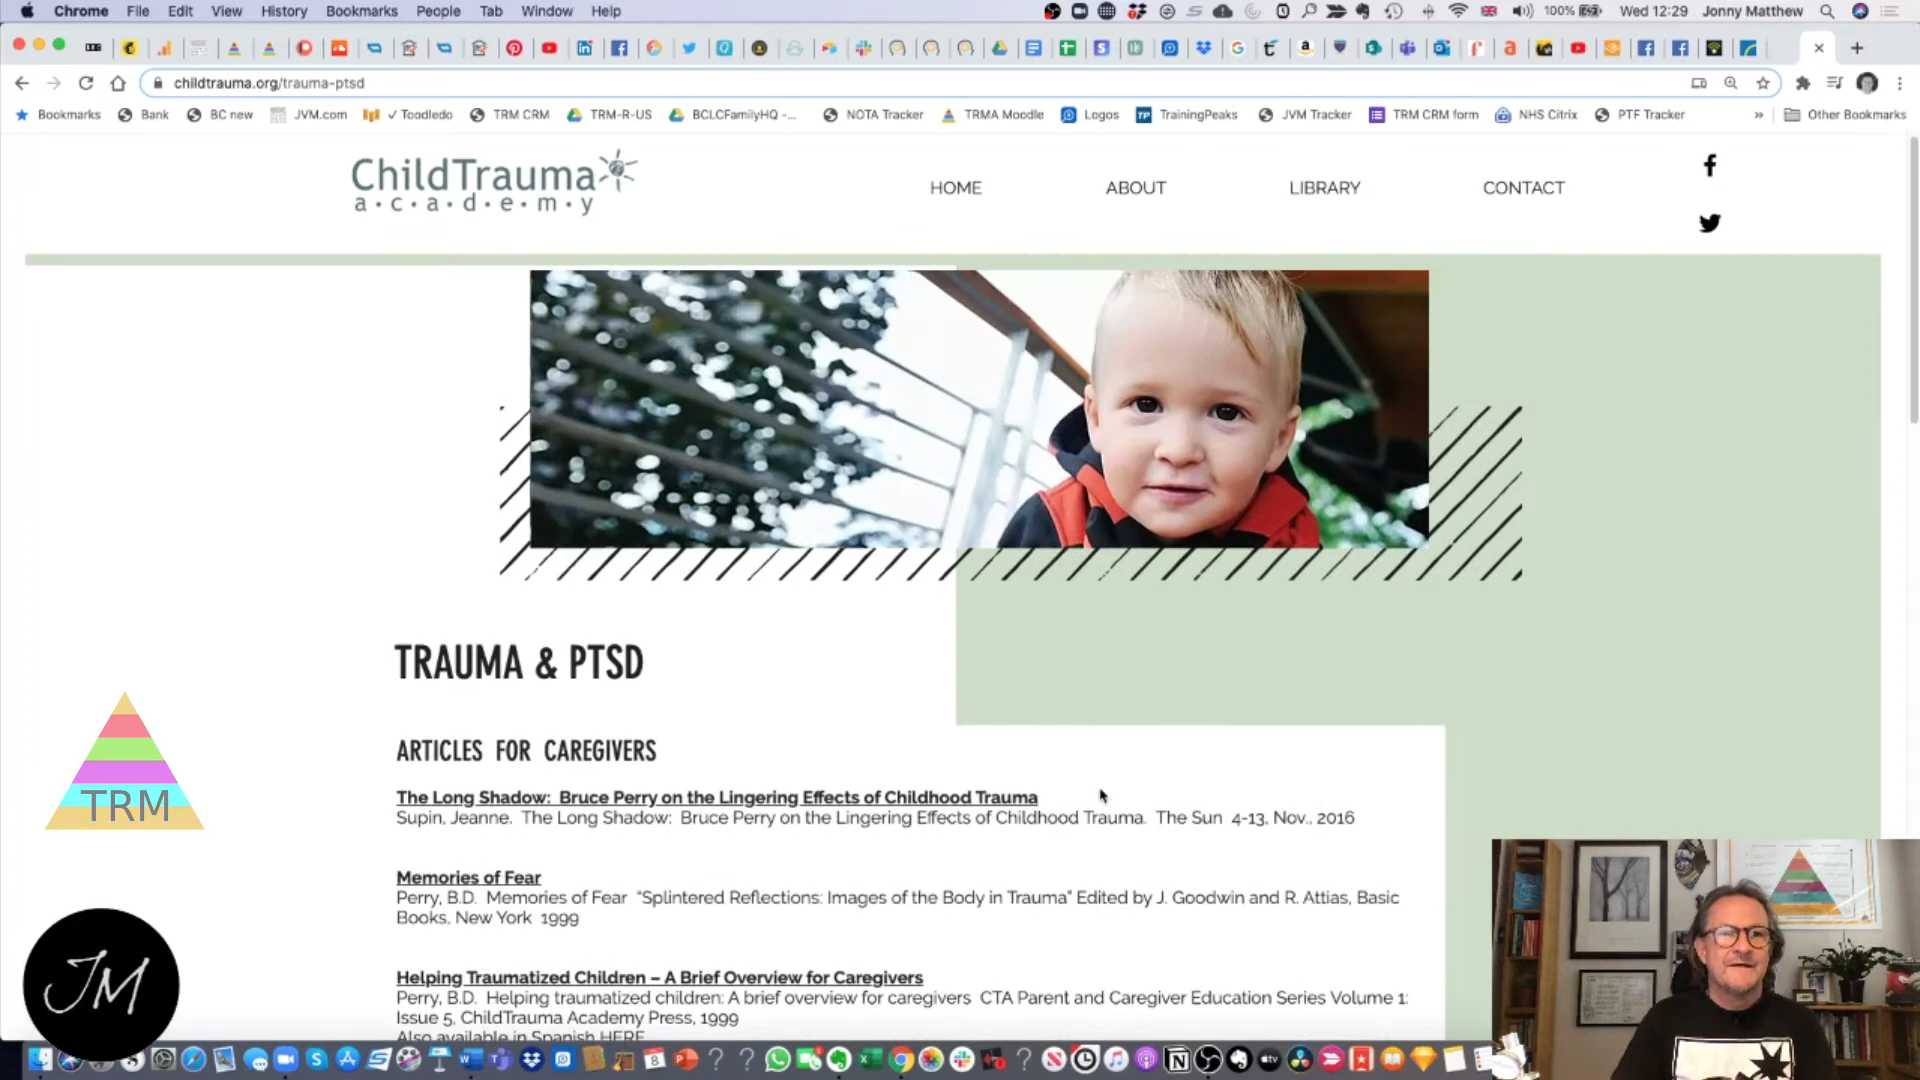 Chrome File Edit View History Bookmarks People Tab Window Help
100% Wed 12:29 Jonny Matthew
childtrauma.org/trauma-ptsd
Bookmarks Bank BC new JVM.com ✓ Toodledo TRM CRM TRM-R-US BCLCFamilyHQ -... NOTA Tracker TRMA Moodle Logos TrainingPeaks JVM Tracker TRM CRM form NHS Citrix PTF Tracker » Other Bookmarks
ChildTrauma
a·c·a·d·e·m·y
HOME ABOUT LIBRARY CONTACT
TRAUMA & PTSD
ARTICLES FOR CAREGIVERS
The Long Shadow: Bruce Perry on the Lingering Effects of Childhood Trauma
Supin, Jeanne. The Long Shadow: Bruce Perry on the Lingering Effects of Childhood Trauma. The Sun 4-13, Nov., 2016
Memories of Fear
Perry, B.D. Memories of Fear "Splintered Reflections: Images of the Body in Trauma" Edited by J. Goodwin and R. Attias, Basic
Books, New York 1999
Helping Traumatized Children – A Brief Overview for Caregivers
Perry, B.D. Helping traumatized children: A brief overview for caregivers CTA Parent and Caregiver Education Series Volume 1:
Issue 5, ChildTrauma Academy Press, 1999
Also available in Spanish HERE
TRM
JM